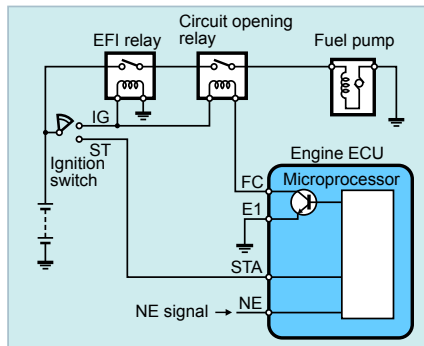 EFI relay
Circuit opening
relay
Fuel pump
IG
ST
Ignition
switch
Engine ECU
Microprocessor
FC
E1
STA
NE signal → NE